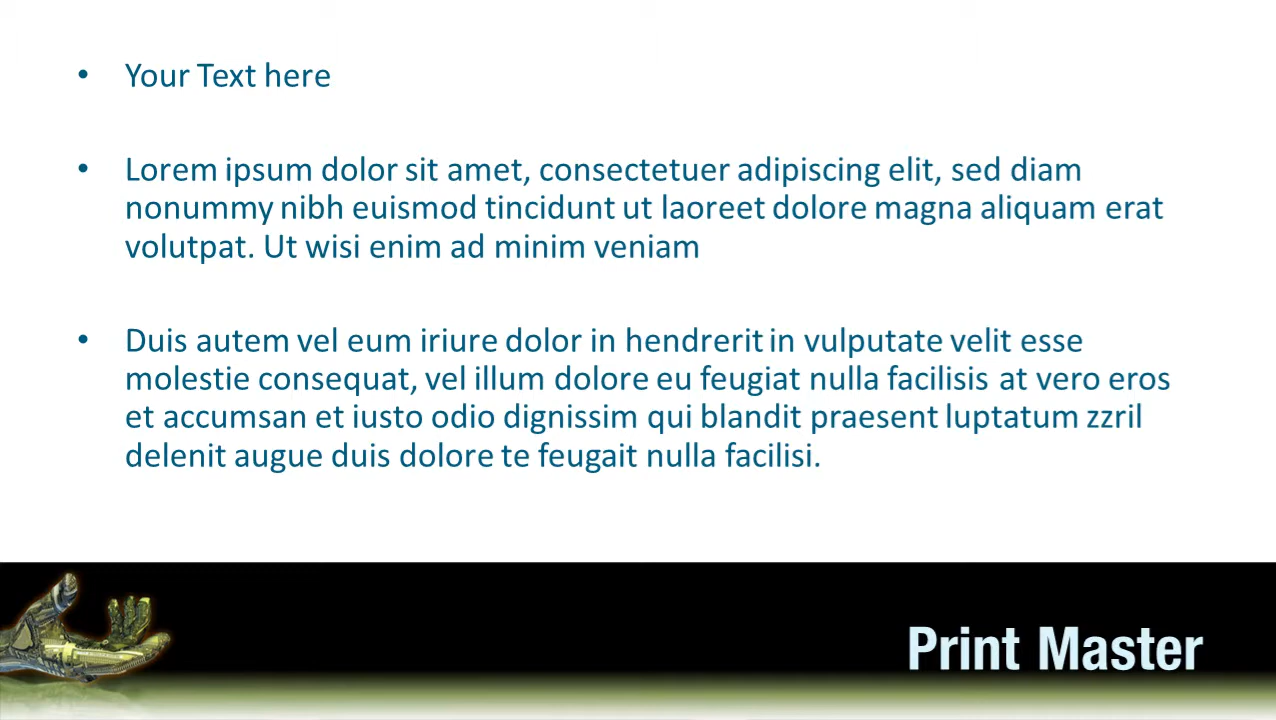 • Your Text here
• Lorem ipsum dolor sit amet, consectetuer adipiscing elit, sed diam
nonummy nibh euismod tincidunt ut laoreet dolore magna aliquam erat
volutpat. Ut wisi enim ad minim veniam
• Duis autem vel eum iriure dolor in hendrerit in vulputate velit esse
molestie consequat, vel illum dolore eu feugiat nulla facilisis at vero eros
et accumsan et iusto odio dignissim qui blandit praesent luptatum zzril
delenit augue duis dolore te feugait nulla facilisi.
Print Master